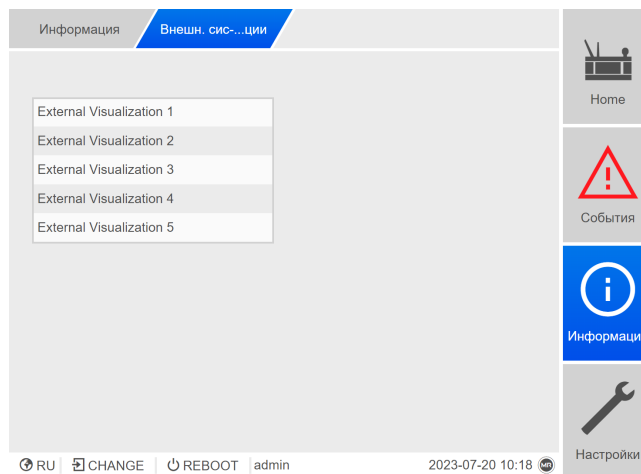 Информация
Внешн. сис-...ции
External Visualization 1
External Visualization 2
External Visualization 3
External Visualization 4
External Visualization 5
Home
События
Информаци
Настройки
RU CHANGE REBOOT admin 2023-07-20 10:18 MR